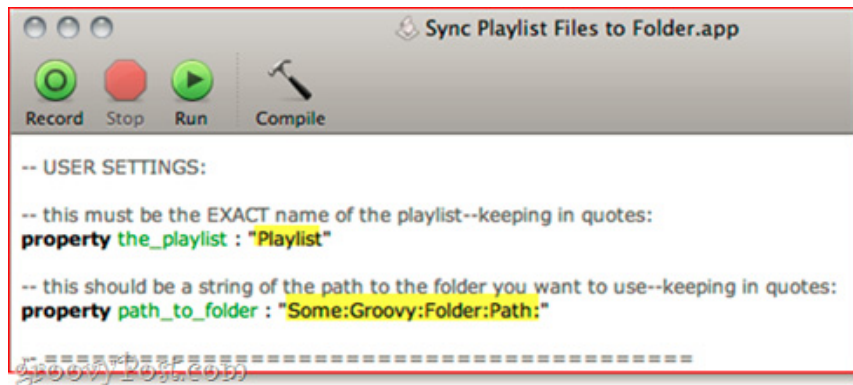 Sync Playlist Files to Folder.app
Record Stop Run Compile
-- USER SETTINGS:
-- this must be the EXACT name of the playlist--keeping in quotes:
property the_playlist : "Playlist"
-- this should be a string of the path to the folder you want to use--keeping in quotes:
property path_to_folder : "Some:Groovy:Folder:Path:"
-- ========================================
groovyPost.com